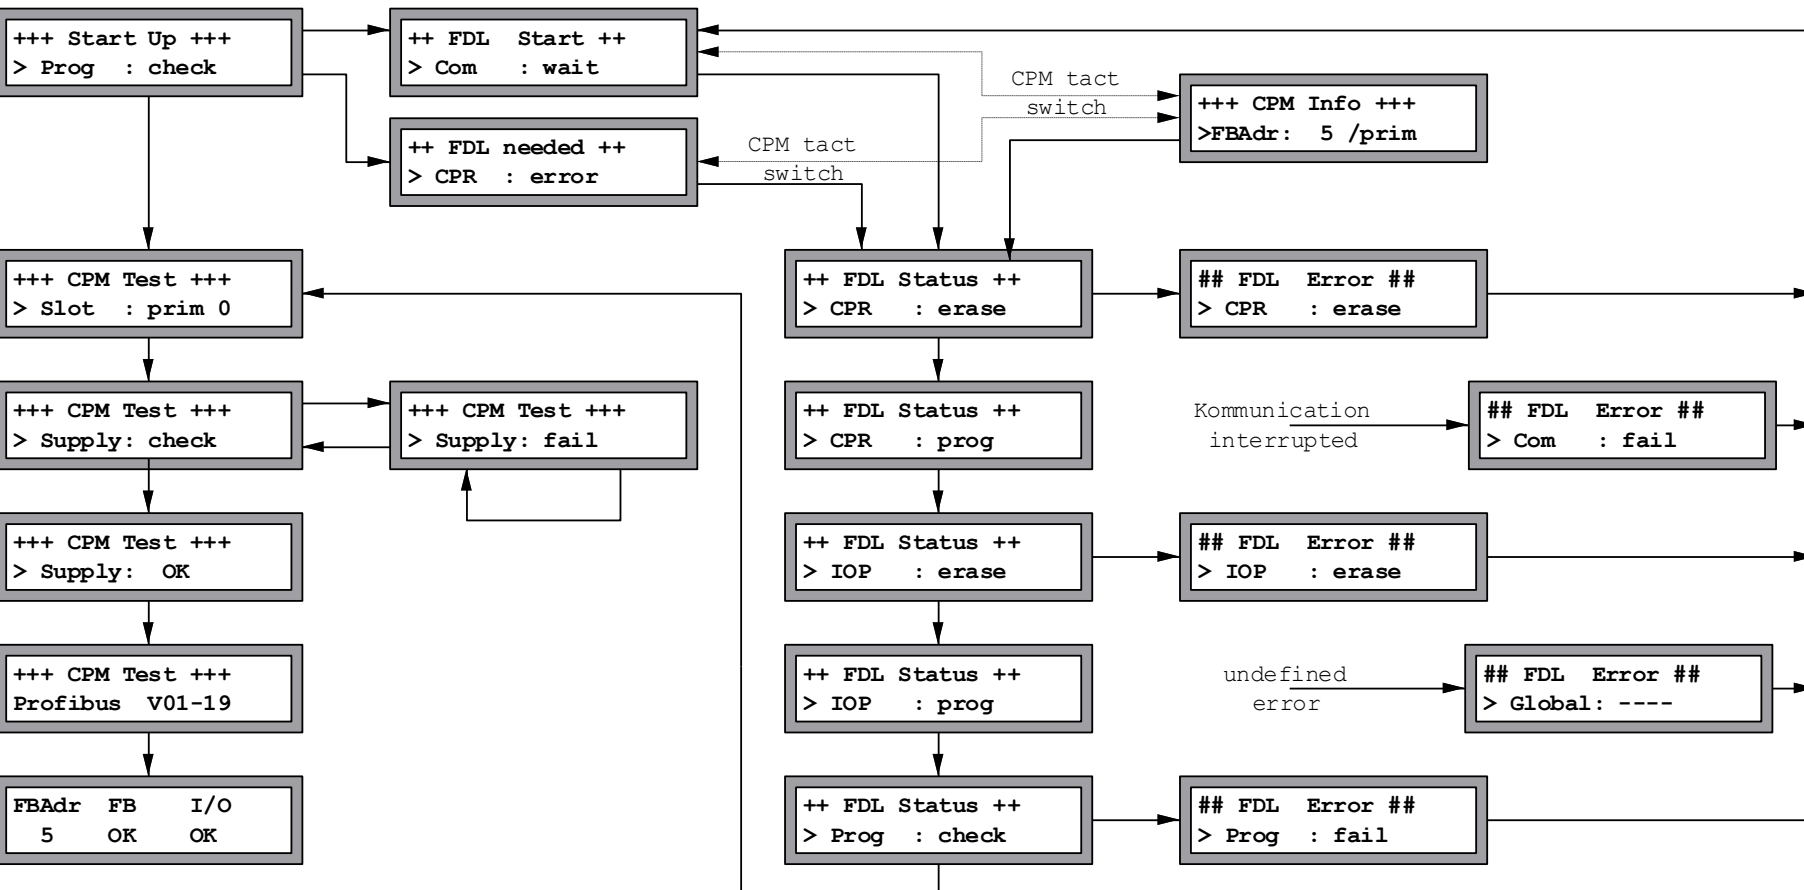 +++ Start Up +++
> Prog  : check
++ FDL  Start ++
> Com   : wait
CPM tact
switch
+++ CPM Info +++
>FBAdr:  5 /prim
++ FDL needed ++
> CPR  : error
CPM tact
switch
+++ CPM Test +++
> Slot  : prim 0
++ FDL Status ++
> CPR   : erase
## FDL  Error ##
> CPR   : erase
+++ CPM Test +++
> Supply: check
+++ CPM Test +++
> Supply: fail
++ FDL Status ++
> CPR   : prog
Kommunication
interrupted
## FDL  Error ##
> Com   : fail
+++ CPM Test +++
> Supply:  OK
++ FDL Status ++
> IOP   : erase
## FDL  Error ##
> IOP   : erase
+++ CPM Test +++
Profibus  V01-19
++ FDL Status ++
> IOP   : prog
undefined
error
## FDL  Error ##
> Global: ----
FBAdr  FB    I/O
5    OK    OK
++ FDL Status ++
> Prog  : check
## FDL  Error ##
> Prog  : fail